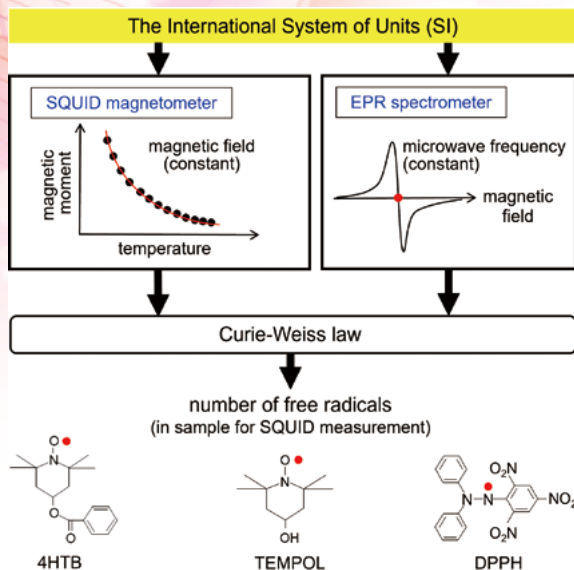 The International System of Units (SI)
SQUID magnetometer
magnetic moment
magnetic field
(constant)
temperature
EPR spectrometer
microwave frequency
(constant)
magnetic
field
Curie-Weiss law
number of free radicals
(in sample for SQUID measurement)
O
N
O
O
4HTB
O
N
OH
TEMPOL
N
N
NO₂
NO₂
O₂N
DPPH